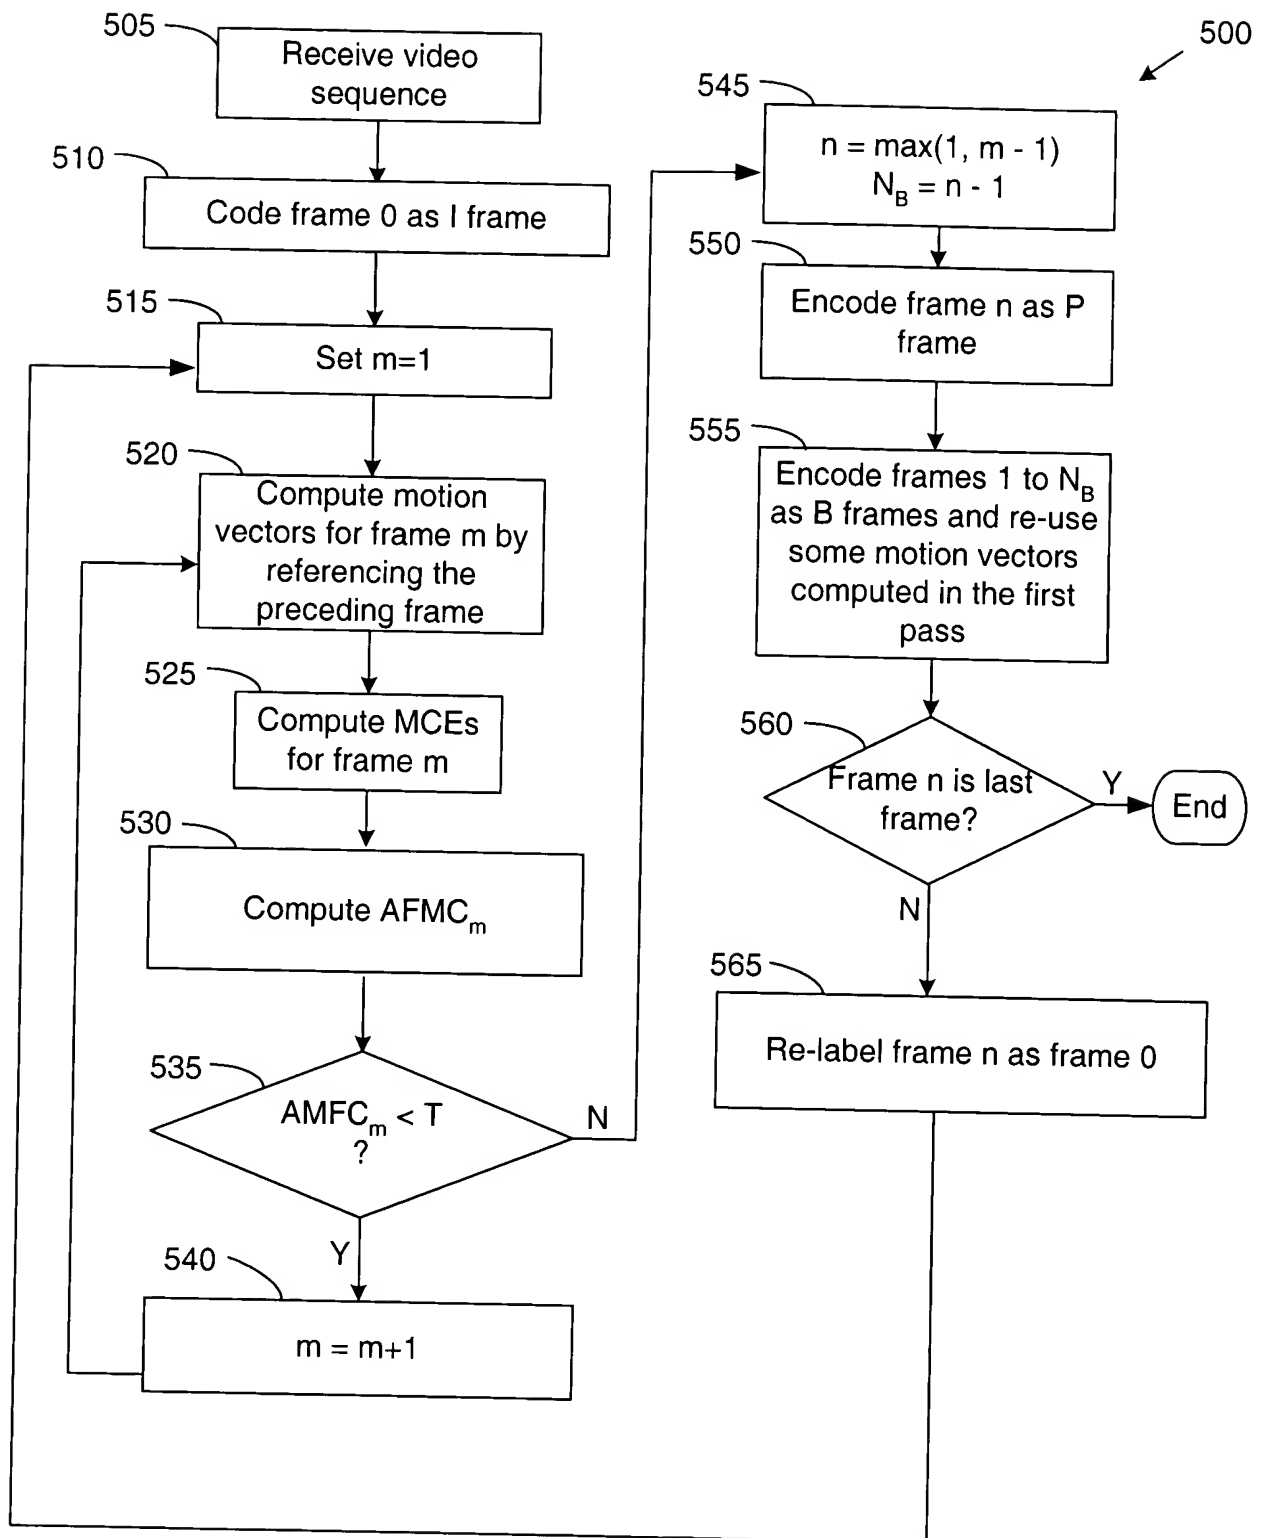 500
505
Receive video
sequence
510
Code frame 0 as I frame
515
Set m=1
520
Compute motion
vectors for frame m by
referencing the
preceding frame
525
Compute MCEs
for frame m
530
Compute AFMCm
535
AMFCm < T
?
N
Y
540
m = m+1
545
n = max(1, m - 1)
NB = n - 1
550
Encode frame n as P
frame
555
Encode frames 1 to NB
as B frames and re-use
some motion vectors
computed in the first
pass
560
Frame n is last
frame?
Y
End
N
565
Re-label frame n as frame 0